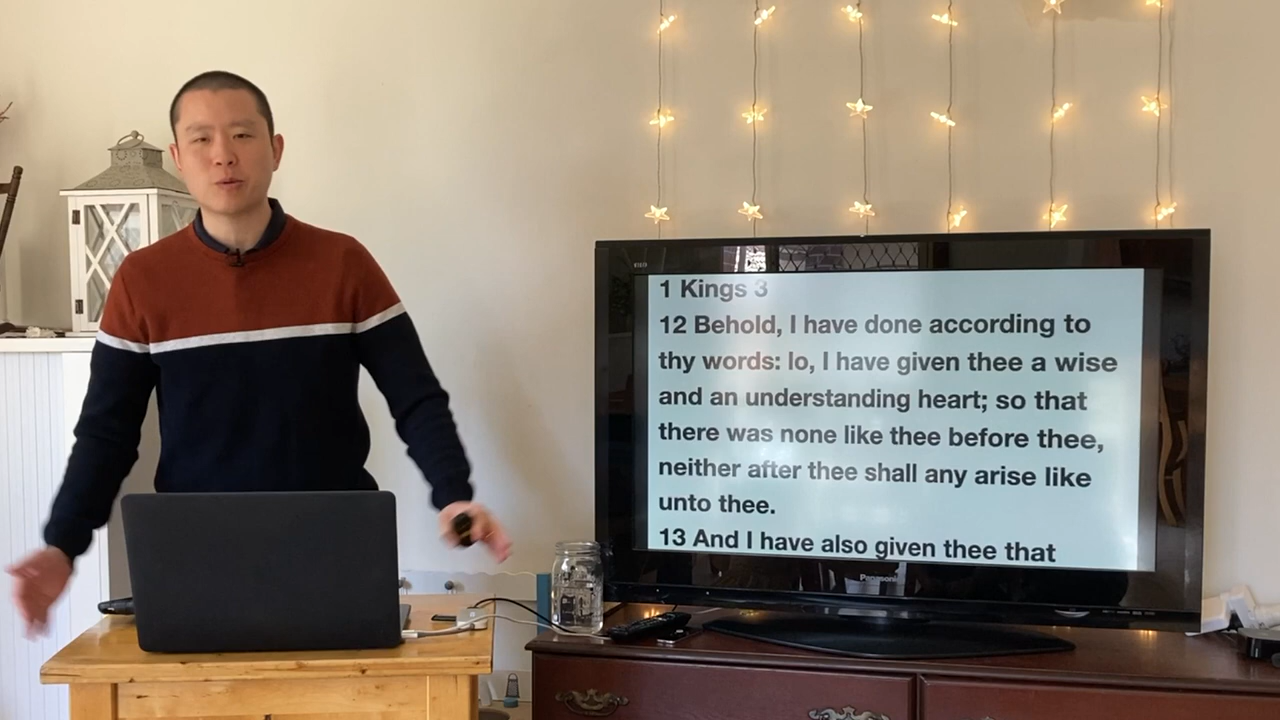 1 Kings 3
12 Behold, I have done according to
thy words: lo, I have given thee a wise
and an understanding heart; so that
there was none like thee before thee,
neither after thee shall any arise like
unto thee.
13 And I have also given thee that
Panasonic